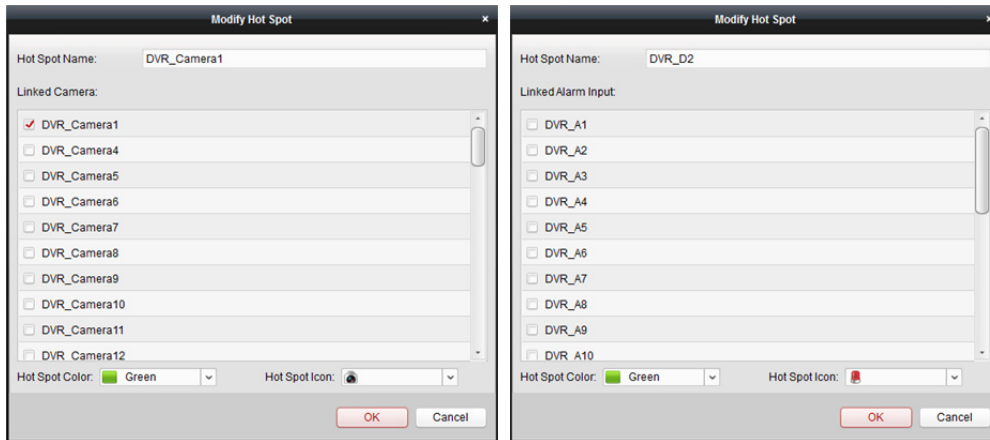 Modify Hot Spot ×
Hot Spot Name: DVR_Camera1
Linked Camera:
DVR_Camera1
DVR_Camera4
DVR_Camera5
DVR_Camera6
DVR_Camera7
DVR_Camera8
DVR_Camera9
DVR_Camera10
DVR_Camera11
DVR_Camera12
Hot Spot Color: Green Hot Spot Icon:
OK Cancel
Modify Hot Spot ×
Hot Spot Name: DVR_D2
Linked Alarm Input:
DVR_A1
DVR_A2
DVR_A3
DVR_A4
DVR_A5
DVR_A6
DVR_A7
DVR_A8
DVR_A9
DVR_A10
Hot Spot Color: Green Hot Spot Icon:
OK Cancel